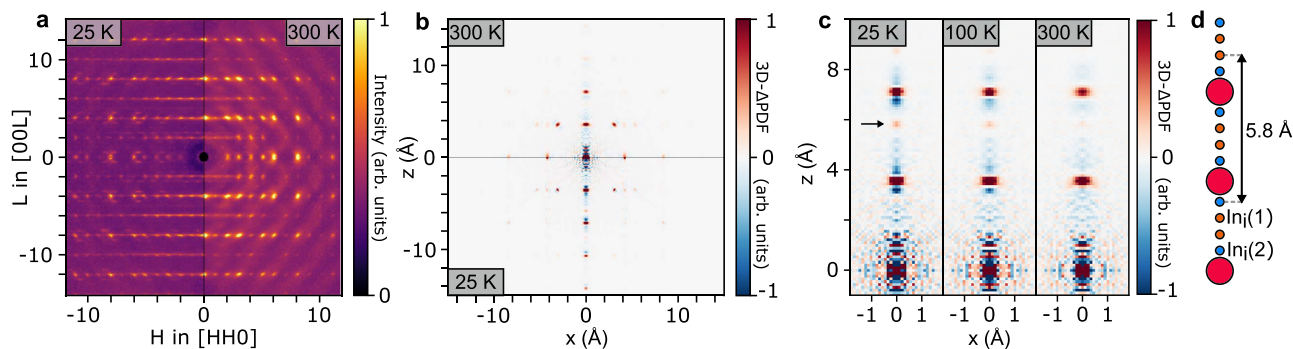 a
25 K
300 K
L in [00L]
10
0
-10
-10
0
10
H in [HH0]
1
0
Intensity (arb. units)
b
300 K
25 K
z (Å)
10
0
-10
-10
0
10
x (Å)
1
0
-1
3D-ΔPDF
(arb. units)
c
25 K
100 K
300 K
z (Å)
8
4
0
-1 0 1
-1 0 1
-1 0 1
x (Å)
1
0
-1
3D-ΔPDF
(arb. units)
d
5.8 Å
Ini(1)
Ini(2)